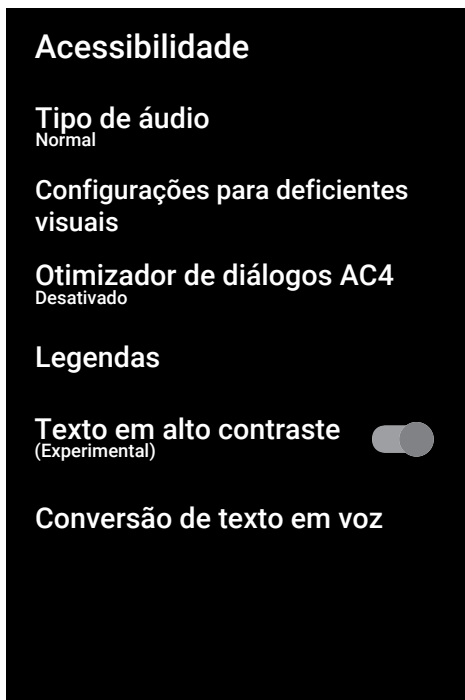 Acessibilidade
Tipo de áudio
Normal
Configurações para deficientes
visuais
Otimizador de diálogos AC4
Desativado
Legendas
Texto em alto contraste
(Experimental)
Conversão de texto em voz